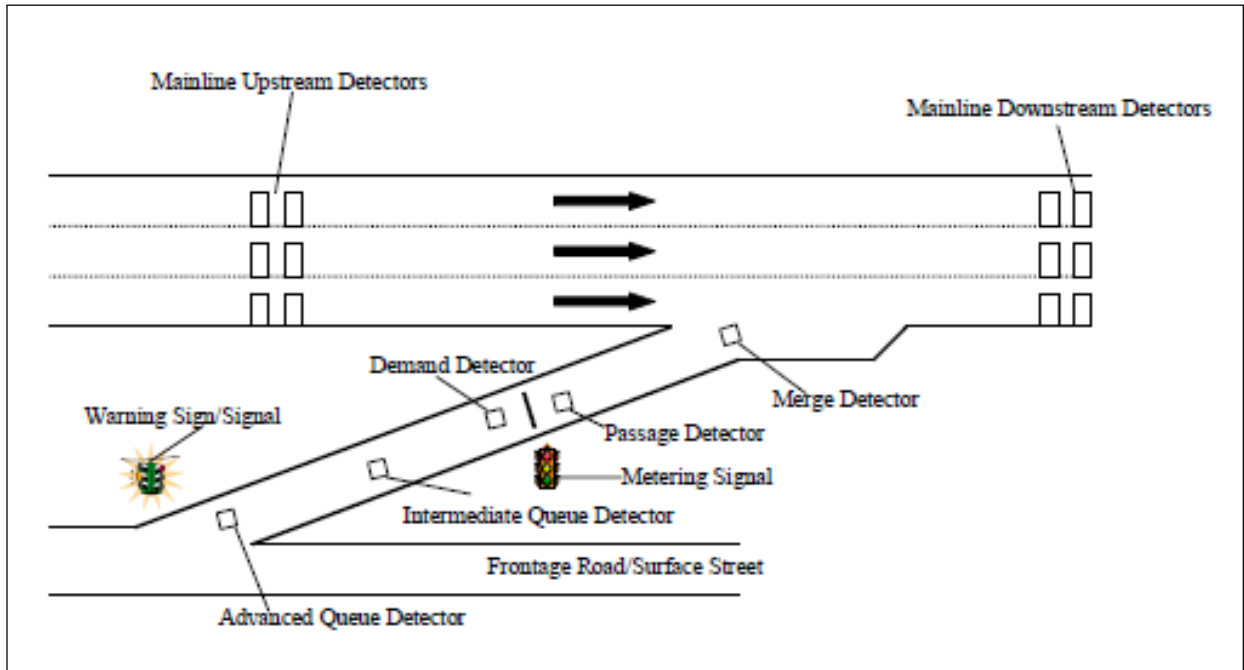 Mainline Upstream Detectors
Mainline Downstream Detectors
Demand Detector
Merge Detector
Warning Sign/Signal
Passage Detector
Metering Signal
Intermediate Queue Detector
Frontage Road/Surface Street
Advanced Queue Detector